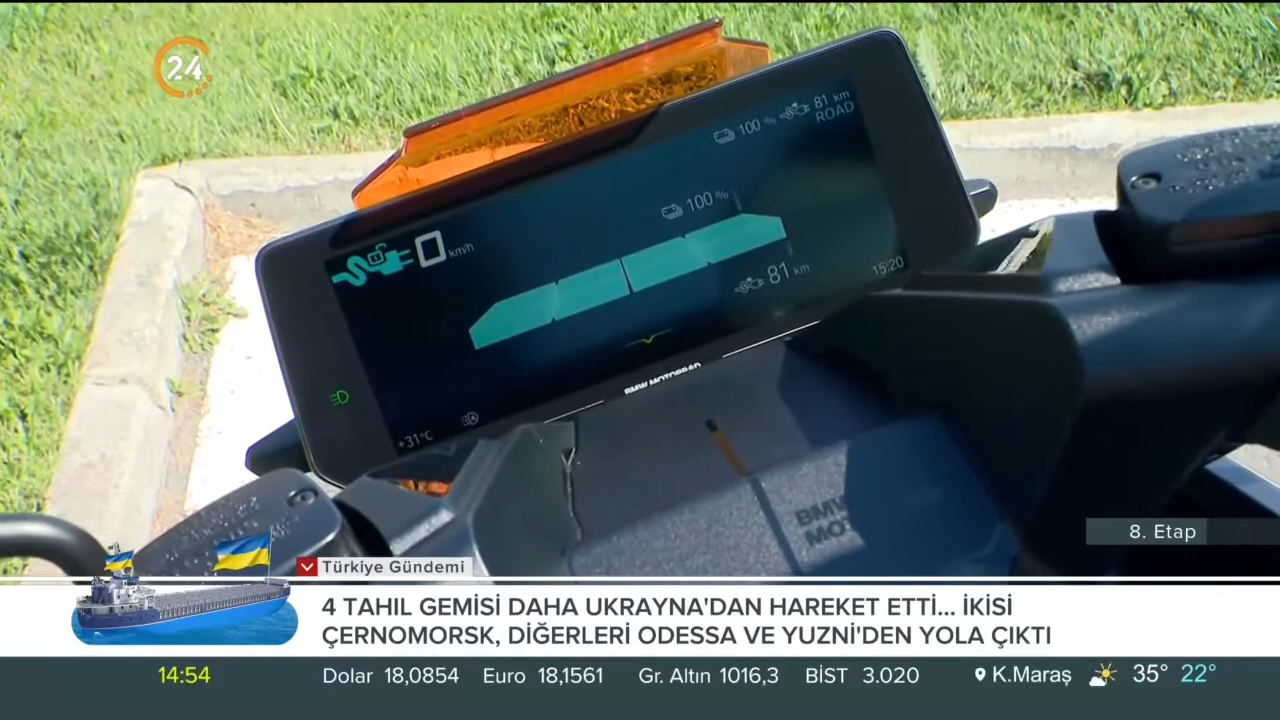 24
100 % 81 km
ROAD
100 %
0 km/h
81 km
15:20
BMW MOTORRAD
+31°C
BMW
8. Etap
Türkiye Gündemi
4 TAHIL GEMİSİ DAHA UKRAYNA'DAN HAREKET ETTİ... İKİSİ
ÇERNOMORSK, DİĞERLERİ ODESSA VE YUZNİ'DEN YOLA ÇIKTI
14:54 Dolar 18,0854 Euro 18,1561 Gr. Altın 1016,3 BİST 3.020 K.Maraş 35° 22°